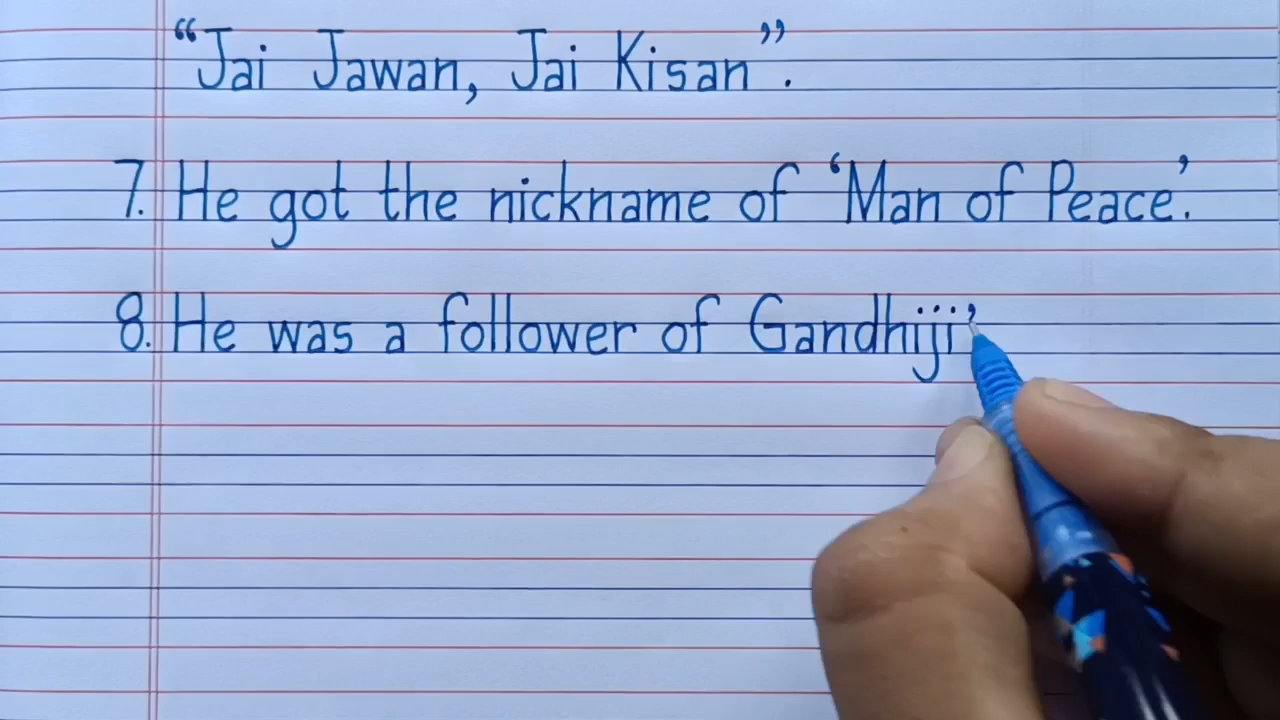 “Jai Jawan, Jai Kisan”.
7. He got the nickname of ‘Man of Peace’.
8. He was a follower of Gandhiji’